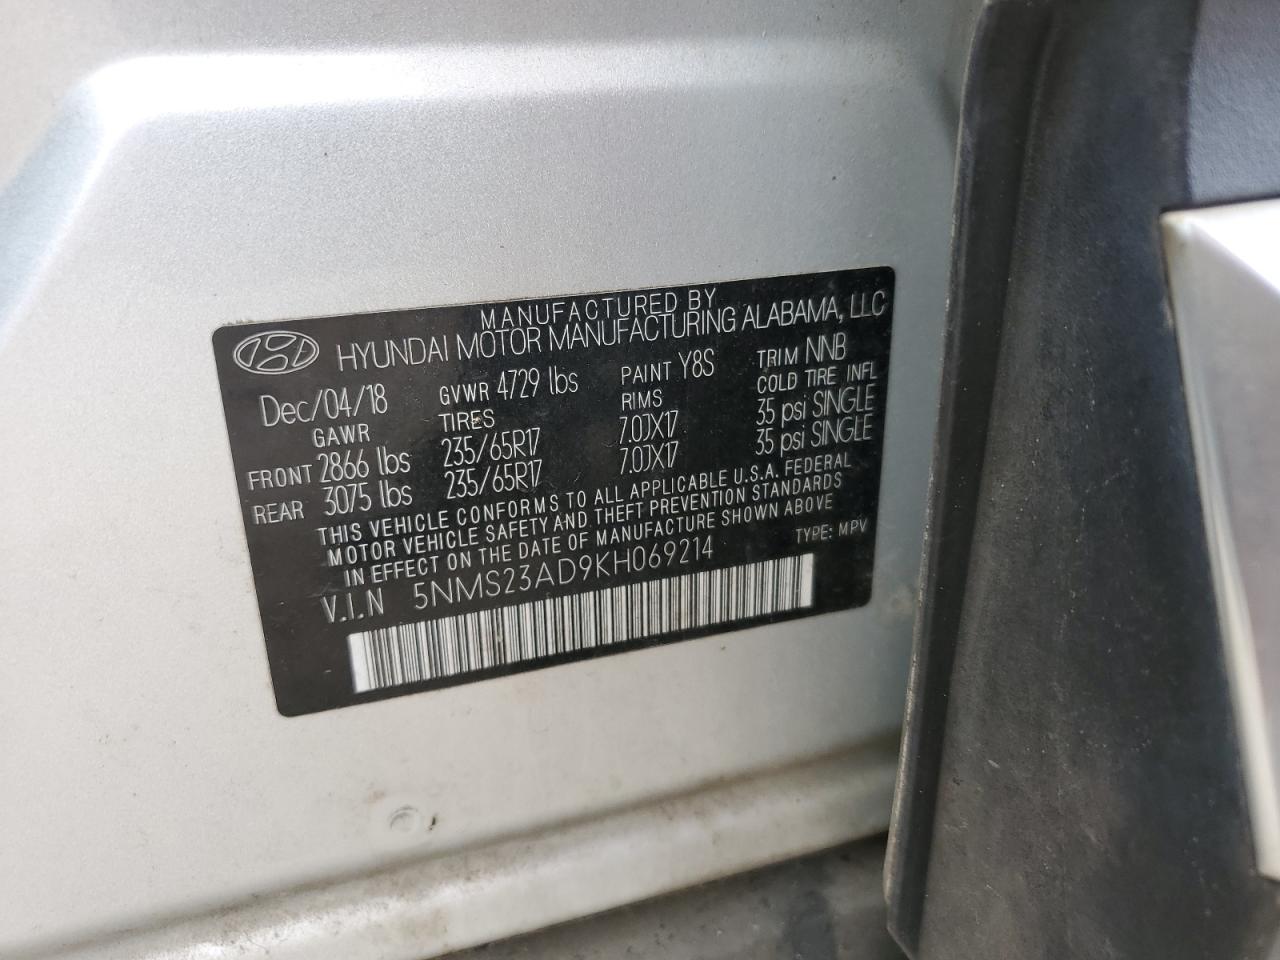 MANUFACTURED BY
HYUNDAI MOTOR MANUFACTURING ALABAMA, LLC
Dec/04/18 GVWR 4729 lbs PAINT Y8S TRIM NNB
GAWR TIRES RIMS COLD TIRE INFL
FRONT 2866 lbs 235/65R17 7.0JX17 35 psi SINGLE
REAR 3075 lbs 235/65R17 7.0JX17 35 psi SINGLE
THIS VEHICLE CONFORMS TO ALL APPLICABLE U.S.A. FEDERAL
MOTOR VEHICLE SAFETY AND THEFT PREVENTION STANDARDS
IN EFFECT ON THE DATE OF MANUFACTURE SHOWN ABOVE
V.I.N 5NMS23AD9KH069214 TYPE: MPV